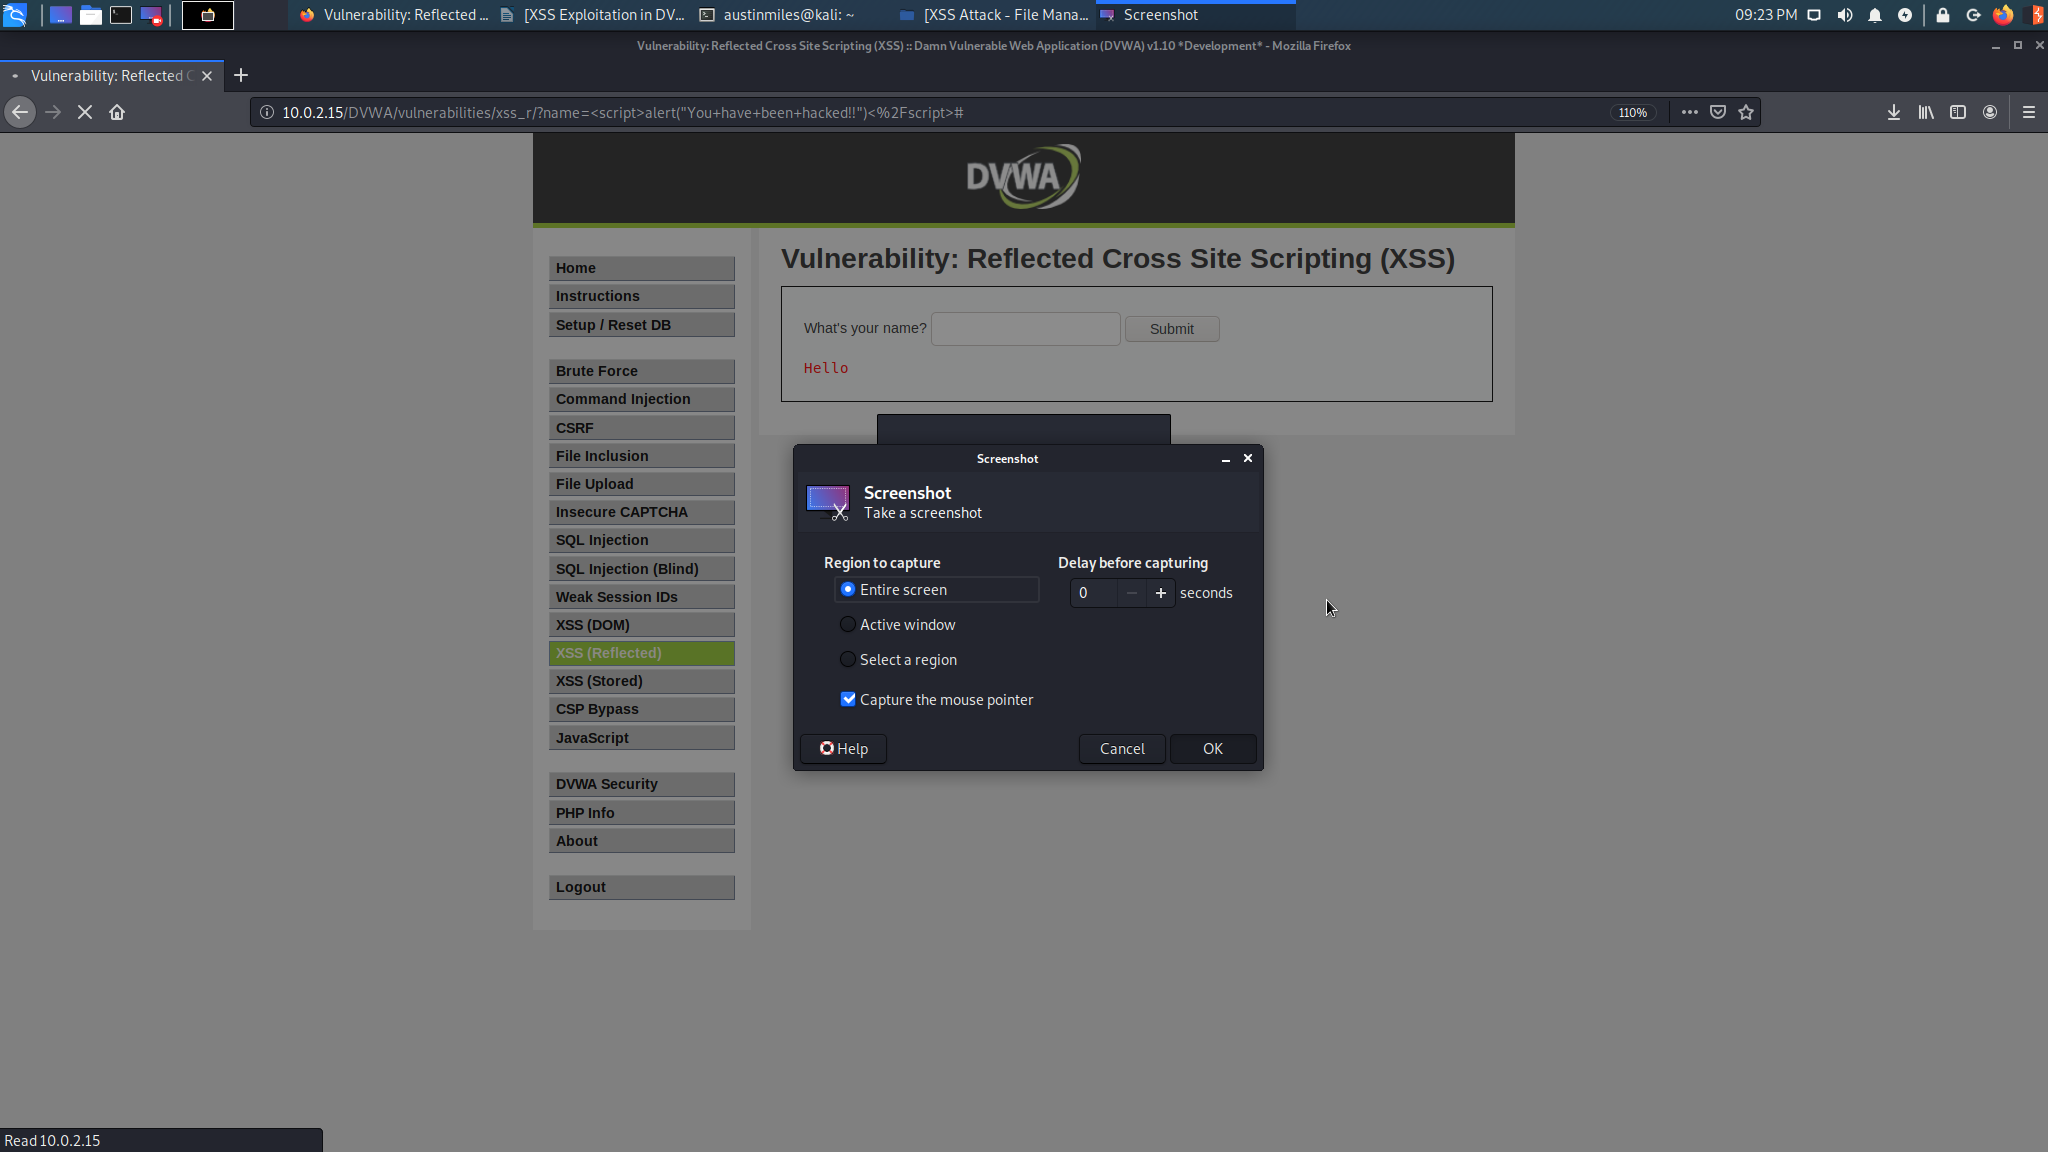 Vulnerability: Reflected ...
[XSS Exploitation in DV...
austinmiles@kali: ~
[XSS Attack - File Mana...
Screenshot
09:23 PM
Vulnerability: Reflected Cross Site Scripting (XSS) :: Damn Vulnerable Web Application (DVWA) v1.10 *Development* - Mozilla Firefox
Vulnerability: Reflected C
10.0.2.15/DVWA/vulnerabilities/xss_r/?name=<script>alert("You+have+been+hacked!!")<%2Fscript>#
110%
DVWA
Home
Instructions
Setup / Reset DB
Brute Force
Command Injection
CSRF
File Inclusion
File Upload
Insecure CAPTCHA
SQL Injection
SQL Injection (Blind)
Weak Session IDs
XSS (DOM)
XSS (Reflected)
XSS (Stored)
CSP Bypass
JavaScript
DVWA Security
PHP Info
About
Logout
Vulnerability: Reflected Cross Site Scripting (XSS)
What's your name?
Submit
Hello
Screenshot
Screenshot
Take a screenshot
Region to capture
Entire screen
Active window
Select a region
Capture the mouse pointer
Delay before capturing
0
seconds
Help
Cancel
OK
Read 10.0.2.15